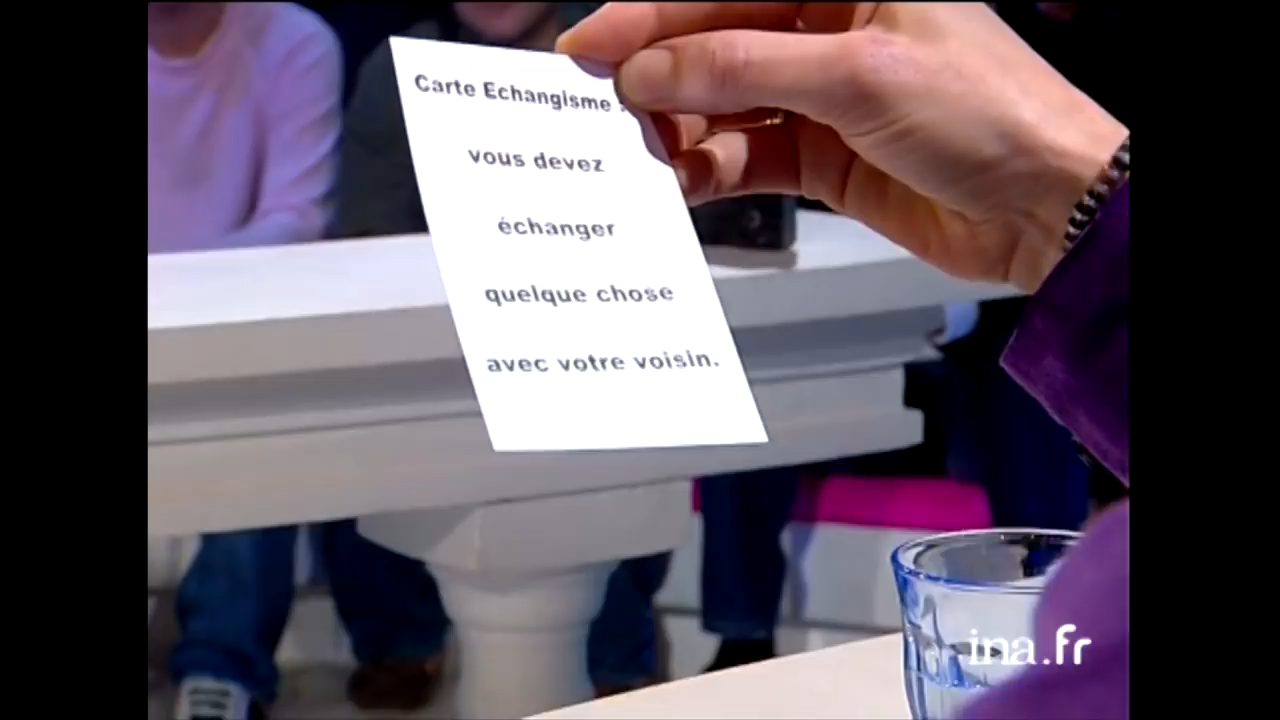 Carte Echangisme :
vous devez
échanger
quelque chose
avec votre voisin.
ina.fr